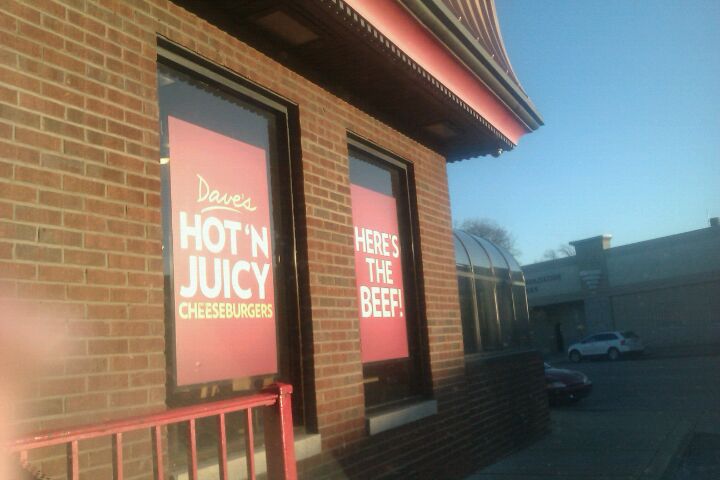 Dave's
HOT 'N
JUICY
CHEESEBURGERS
HERE'S
THE
BEEF!